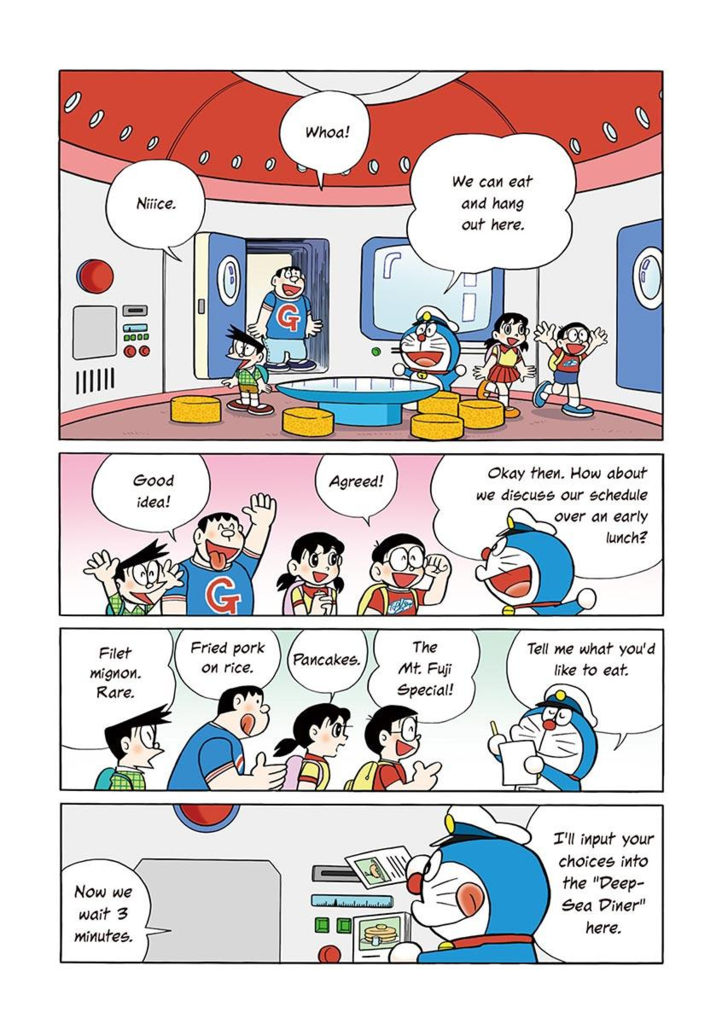 We can eat
and hang
out here.
Whoa!
Niiice.
G
Okay then. How about
we discuss our schedule
over an early
lunch?
Agreed!
Good
idea!
G
Tell me what you'd
like to eat.
The
Mt. Fuji
Special!
Pancakes.
Fried pork
on rice.
Filet
mignon.
Rare.
I'll input your
choices into
the "Deep-
Sea Diner"
here.
Now we
wait 3
minutes.